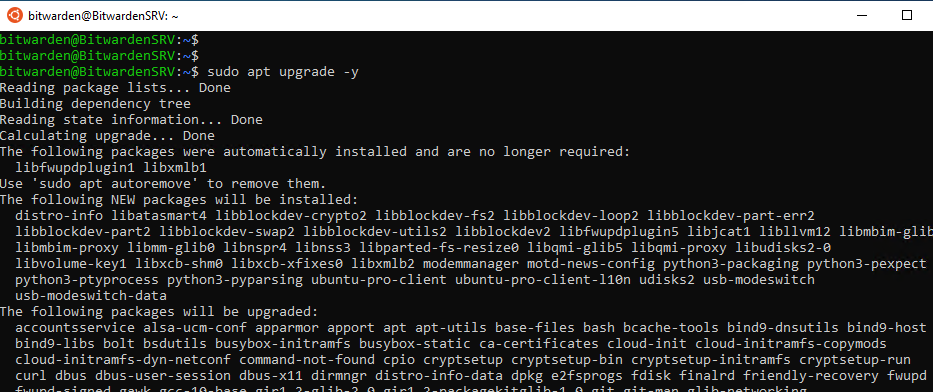 bitwarden@BitwardenSRV: ~
bitwarden@BitwardenSRV:~$
bitwarden@BitwardenSRV:~$
bitwarden@BitwardenSRV:~$ sudo apt upgrade -y
Reading package lists... Done
Building dependency tree
Reading state information... Done
Calculating upgrade... Done
The following packages were automatically installed and are no longer required:
  libfwupdplugin1 libxmlb1
Use 'sudo apt autoremove' to remove them.
The following NEW packages will be installed:
  distro-info libatasmart4 libblockdev-crypto2 libblockdev-fs2 libblockdev-loop2 libblockdev-part-err2
  libblockdev-part2 libblockdev-swap2 libblockdev-utils2 libblockdev2 libfwupdplugin5 libjcat1 libllvm12 libmbim-glib
  libmbim-proxy libmm-glib0 libnspr4 libnss3 libparted-fs-resize0 libqmi-glib5 libqmi-proxy libudisks2-0
  libvolume-key1 libxcb-shm0 libxcb-xfixes0 libxmlb2 modemmanager motd-news-config python3-packaging python3-pexpect
  python3-ptyprocess python3-pyparsing ubuntu-pro-client ubuntu-pro-client-l10n udisks2 usb-modeswitch
  usb-modeswitch-data
The following packages will be upgraded:
  accountsservice alsa-ucm-conf apparmor apport apt apt-utils base-files bash bcache-tools bind9-dnsutils bind9-host
  bind9-libs bolt bsdutils busybox-initramfs busybox-static ca-certificates cloud-init cloud-initramfs-copymods
  cloud-initramfs-dyn-netconf command-not-found cpio cryptsetup cryptsetup-bin cryptsetup-initramfs cryptsetup-run
  curl dbus dbus-user-session dbus-x11 dirmngr distro-info-data dpkg e2fsprogs fdisk finalrd friendly-recovery fwupd
  fwupd-signed gawk gcc-10-base gir1.2-glib-2.0 gir1.2-packagekitglib-1.0 git git-man glib-networking